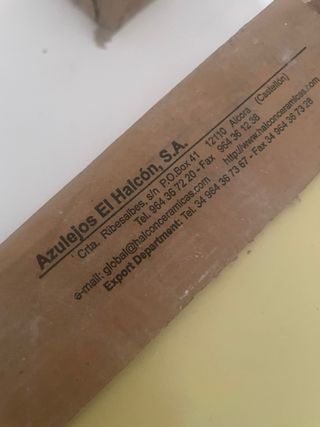 Azulejos El Halcón, S.A.
Crta. Ribesalbes, s/n P.O.Box 41 12110 Alcora (Castellón)
Tel. 964 36 72 20 - Fax 964 36 12 38
e-mail: global@halconceramicas.com http://www.halconceramicas.com
Export Department: Tel. 34 964 36 73 67 - Fax 34 964 36 73 28